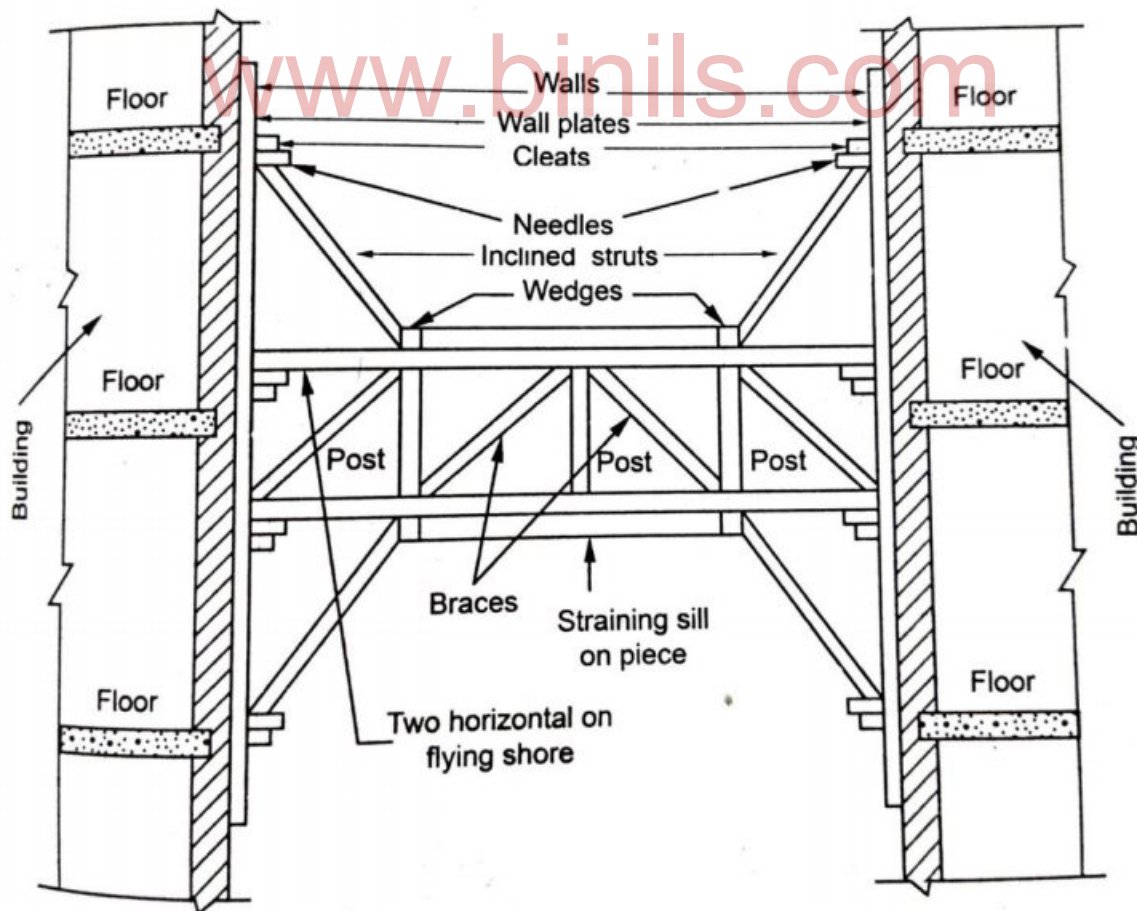 www.binils.com
Floor
Walls
Floor
Wall plates
Cleats
Needles
Inclined struts
Wedges
Floor
Floor
Building
Post
Post
Post
Building
Braces
Straining sill
on piece
Floor
Floor
Two horizontal on
flying shore